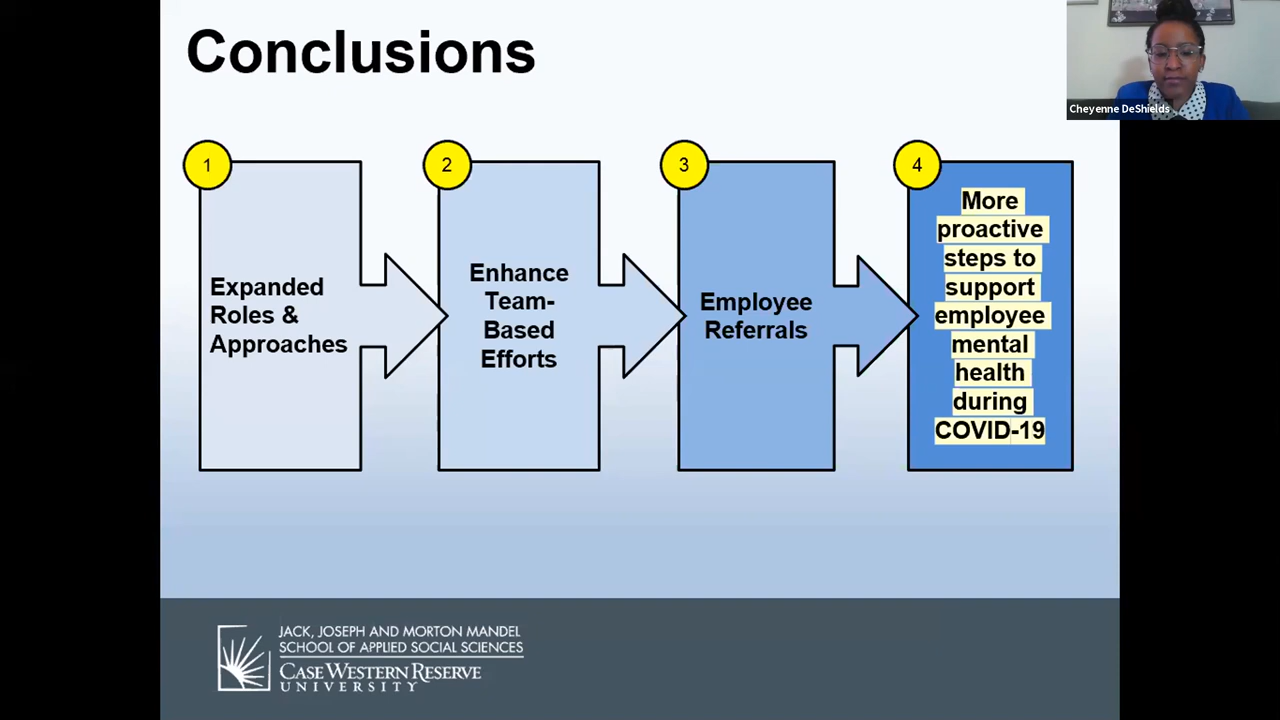 Conclusions
Cheyenne DeShields
1
Expanded
Roles &
Approaches
2
Enhance
Team-
Based
Efforts
3
Employee
Referrals
4
More
proactive
steps to
support
employee
mental
health
during
COVID-19
JACK, JOSEPH AND MORTON MANDEL
SCHOOL OF APPLIED SOCIAL SCIENCES
CASE WESTERN RESERVE
UNIVERSITY